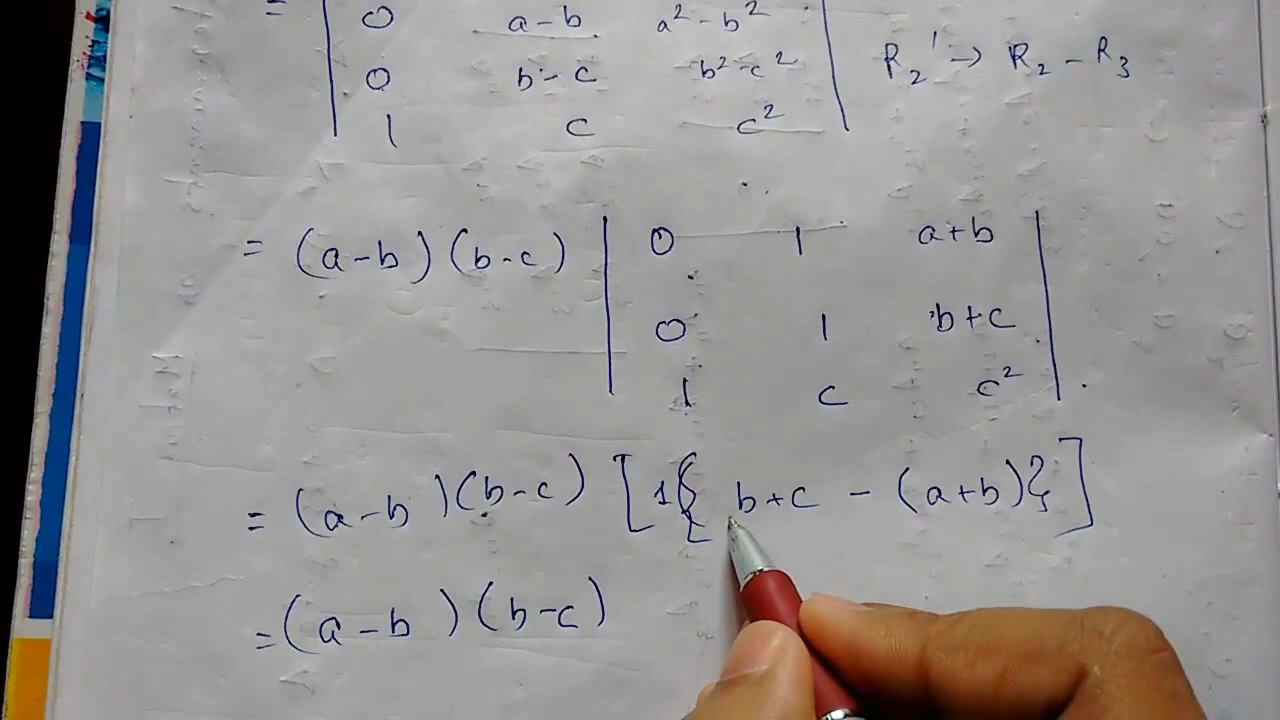 = | 0 a-b a²-b² |
| 0 b-c b²-c² | R₂' → R₂ - R₃
| 1 c c² |
= (a-b)(b-c) | 0 1 a+b |
| 0 1 b+c |
| 1 c c² | .
= (a-b)(b-c) [1{ b+c - (a+b)}]
= (a-b)(b-c)